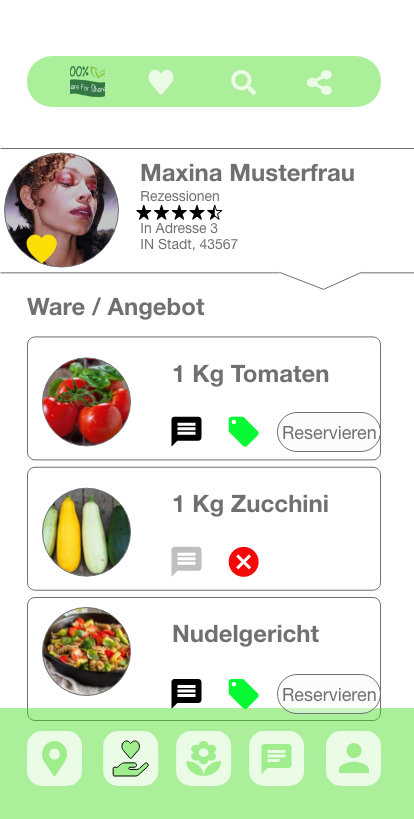 00%
are For Share
Maxina Musterfrau
Rezessionen
In Adresse 3
IN Stadt, 43567
Ware / Angebot
1 Kg Tomaten
Reservieren
1 Kg Zucchini
Nudelgericht
Reservieren